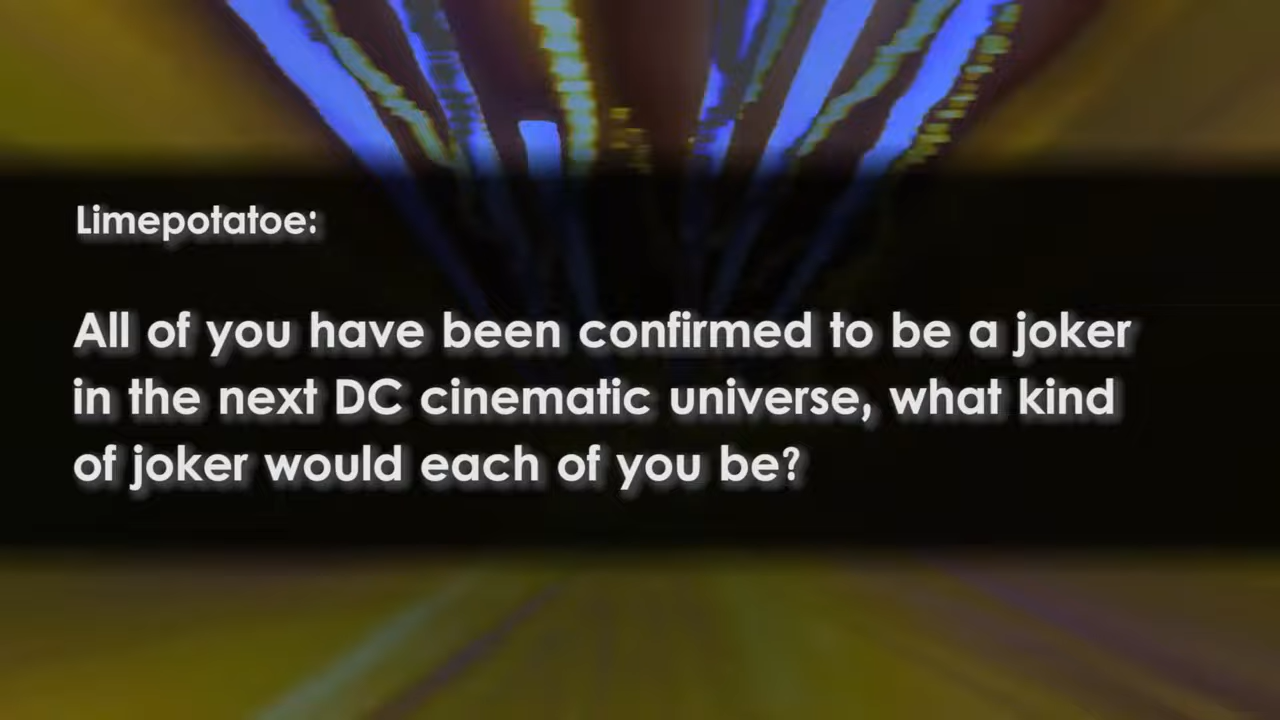 Limepotatoe:
All of you have been confirmed to be a joker
in the next DC cinematic universe, what kind
of joker would each of you be?